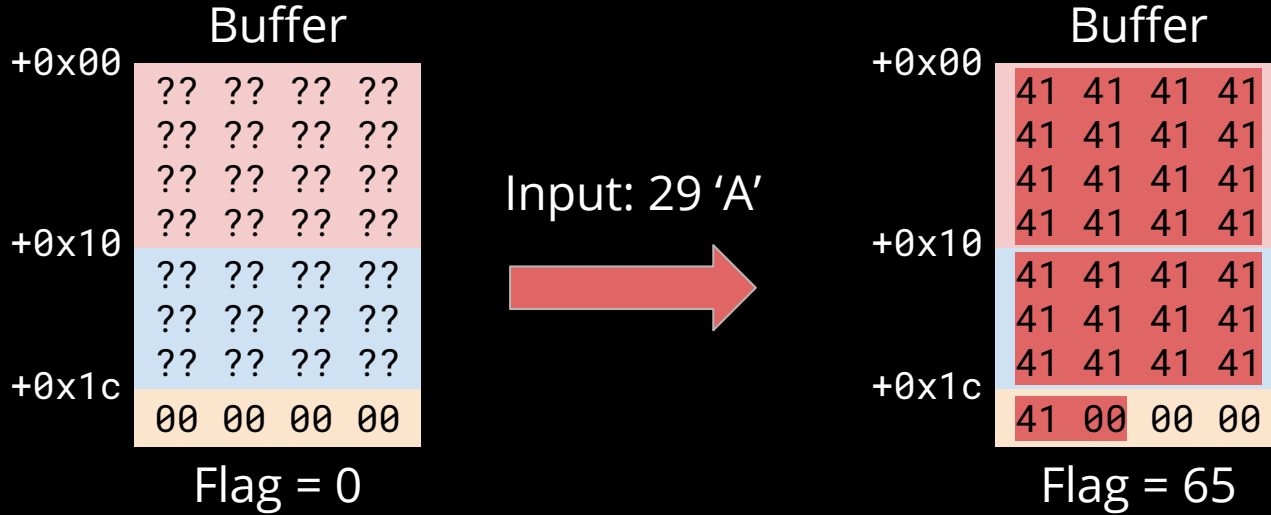 Buffer
+0x00
?? ?? ?? ??
?? ?? ?? ??
?? ?? ?? ??
?? ?? ?? ??
+0x10
?? ?? ?? ??
?? ?? ?? ??
?? ?? ?? ??
+0x1c
00 00 00 00
Flag = 0
Input: 29 ‘A’
Buffer
+0x00
41 41 41 41
41 41 41 41
41 41 41 41
41 41 41 41
+0x10
41 41 41 41
41 41 41 41
41 41 41 41
+0x1c
41 00 00 00
Flag = 65